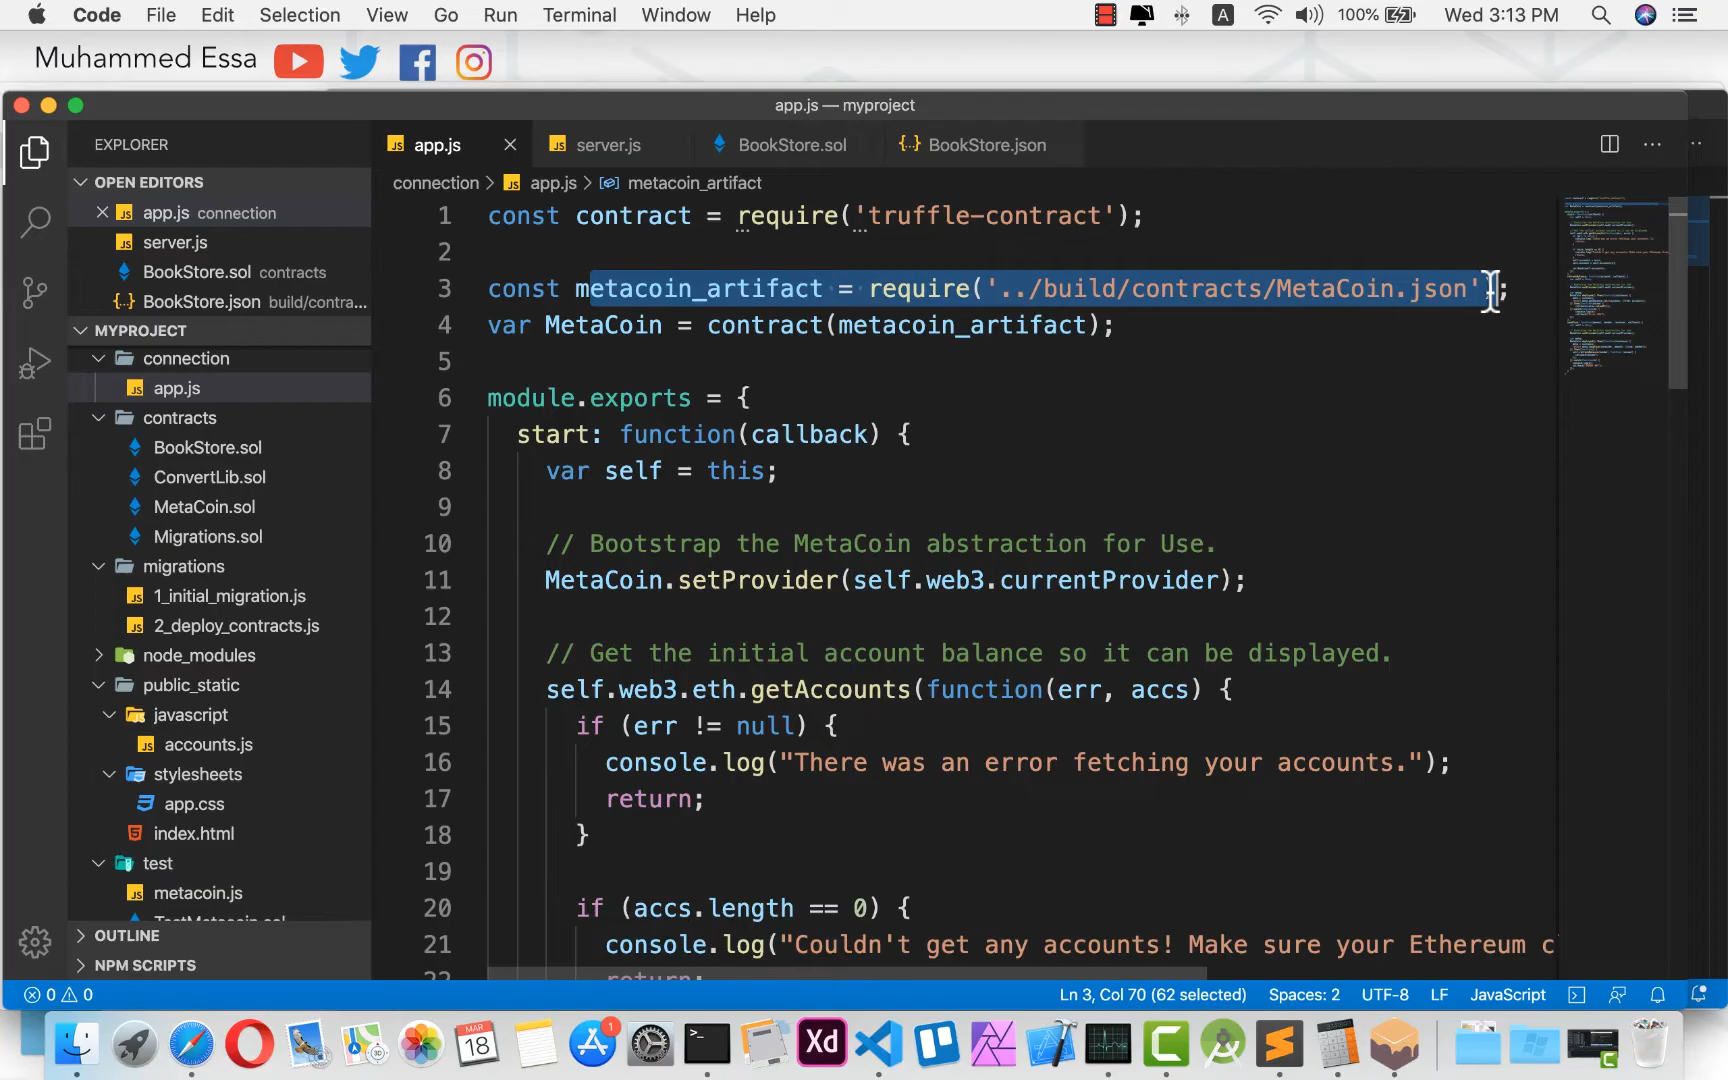 Code File Edit Selection View Go Run Terminal Window Help A 100% Wed 3:13 PM
Muhammed Essa
app.js — myproject
EXPLORER
OPEN EDITORS
app.js connection
server.js
BookStore.sol contracts
BookStore.json build/contra...
MYPROJECT
connection
app.js
contracts
BookStore.sol
ConvertLib.sol
MetaCoin.sol
Migrations.sol
migrations
1_initial_migration.js
2_deploy_contracts.js
node_modules
public_static
javascript
accounts.js
stylesheets
app.css
index.html
test
metacoin.js
TestMetacoin.sol
OUTLINE
NPM SCRIPTS
app.js server.js BookStore.sol BookStore.json
connection > app.js > metacoin_artifact
1 const contract = require('truffle-contract');
2
3 const metacoin_artifact = require('../build/contracts/MetaCoin.json');
4 var MetaCoin = contract(metacoin_artifact);
5
6 module.exports = {
7 start: function(callback) {
8 var self = this;
9
10 // Bootstrap the MetaCoin abstraction for Use.
11 MetaCoin.setProvider(self.web3.currentProvider);
12
13 // Get the initial account balance so it can be displayed.
14 self.web3.eth.getAccounts(function(err, accs) {
15 if (err != null) {
16 console.log("There was an error fetching your accounts.");
17 return;
18 }
19
20 if (accs.length == 0) {
21 console.log("Couldn't get any accounts! Make sure your Ethereum c
22 return;
0 0 Ln 3, Col 70 (62 selected) Spaces: 2 UTF-8 LF JavaScript
MAR
18
3D
1
Xd